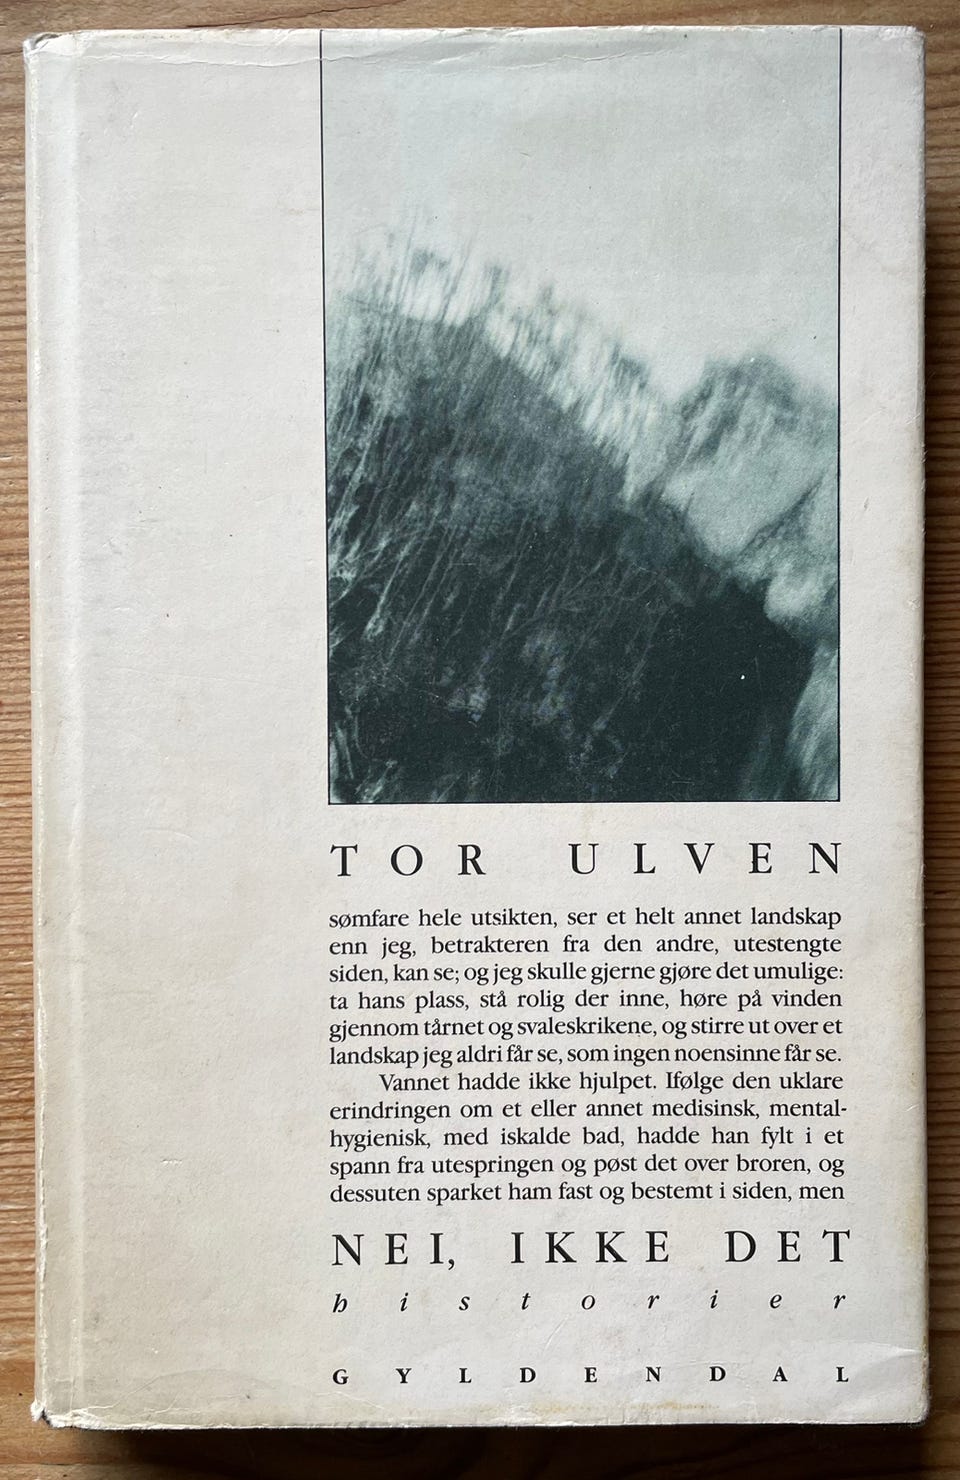 TOR ULVEN
sømfare hele utsikten, ser et helt annet landskap
enn jeg, betrakteren fra den andre, utestengte
siden, kan se; og jeg skulle gjerne gjøre det umulige:
ta hans plass, stå rolig der inne, høre på vinden
gjennom tårnet og svaleskrikene, og stirre ut over et
landskap jeg aldri får se, som ingen noensinne får se.
Vannet hadde ikke hjulpet. Ifølge den uklare
erindringen om et eller annet medisinsk, mental-
hygienisk, med iskalde bad, hadde han fylt i et
spann fra utespringen og pøst det over broren, og
dessuten sparket ham fast og bestemt i siden, men
NEI, IKKE DET
historier
GYLDENDAL